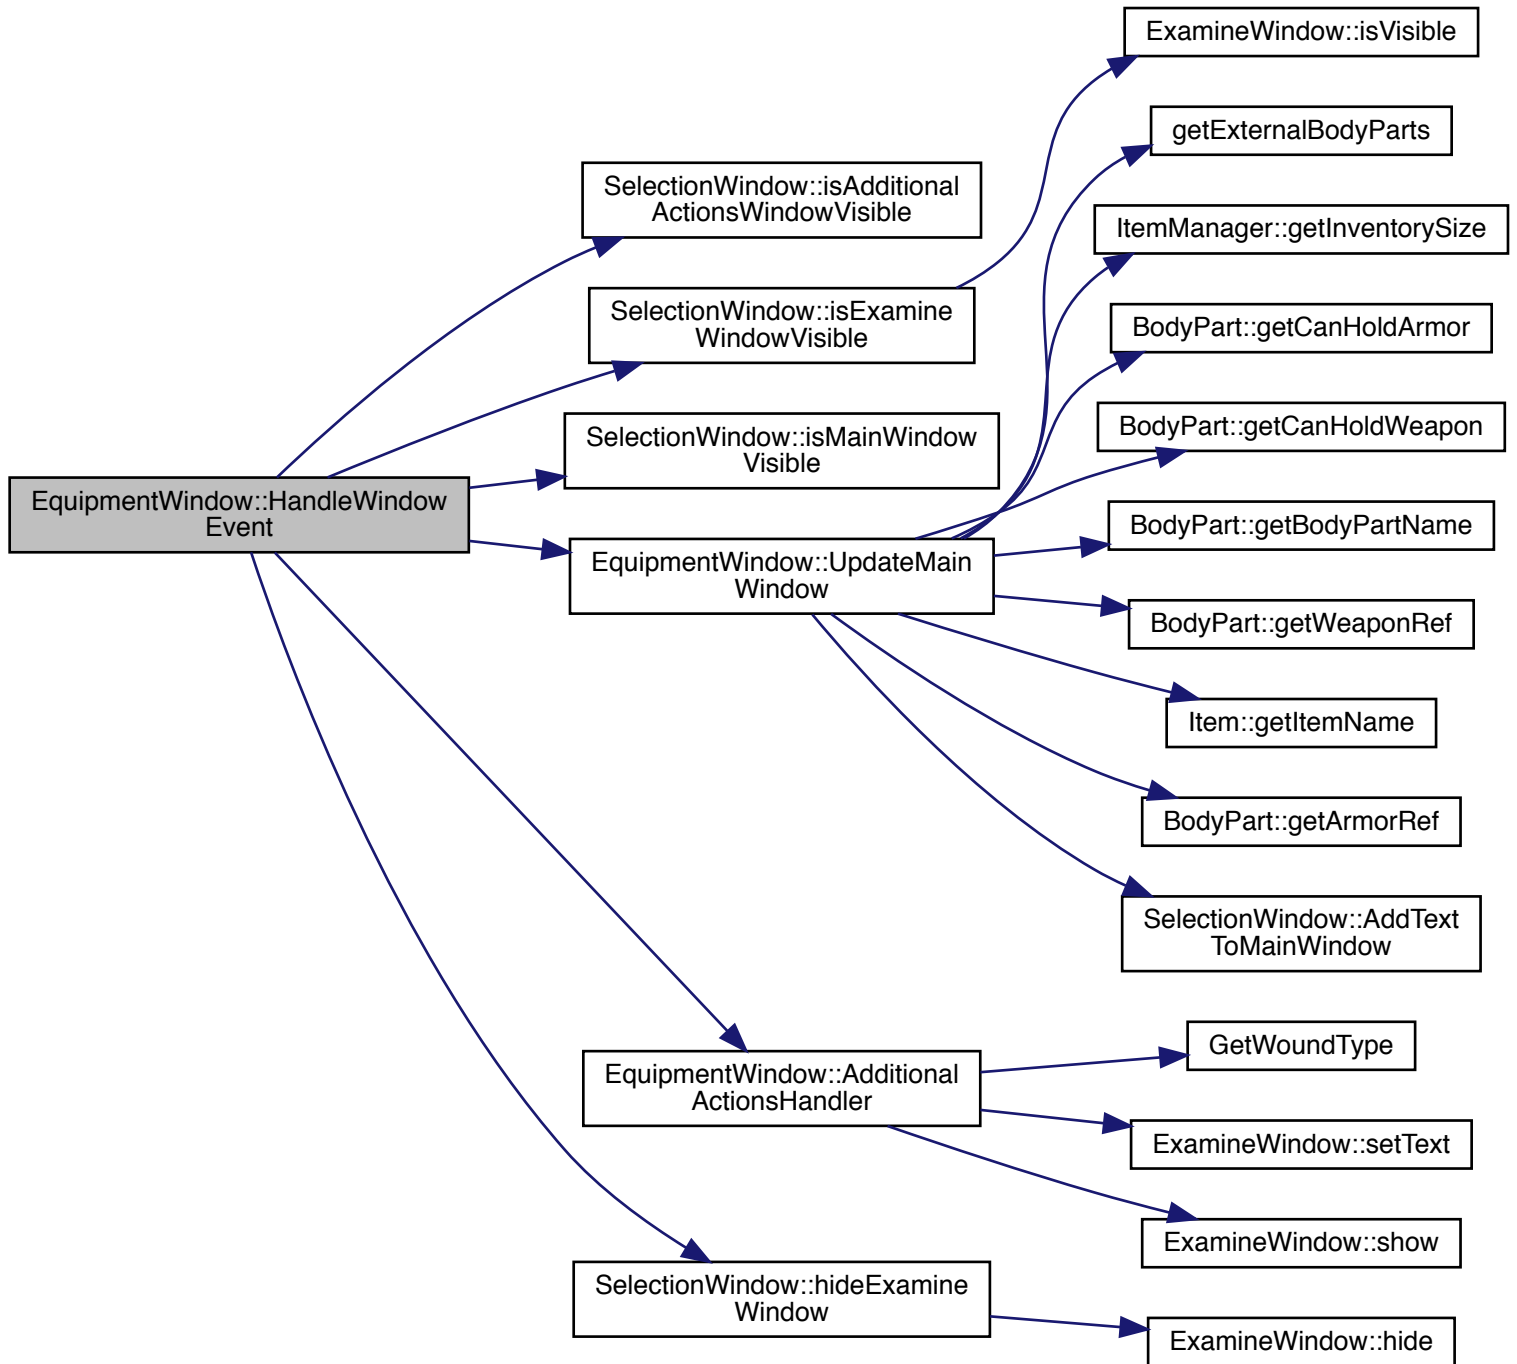 ExamineWindow::isVisible
getExternalBodyParts
SelectionWindow::isAdditional
ActionsWindowVisible
ItemManager::getInventorySize
SelectionWindow::isExamine
WindowVisible
BodyPart::getCanHoldArmor
BodyPart::getCanHoldWeapon
SelectionWindow::isMainWindow
Visible
EquipmentWindow::HandleWindow
Event
BodyPart::getBodyPartName
EquipmentWindow::UpdateMain
Window
BodyPart::getWeaponRef
Item::getItemName
BodyPart::getArmorRef
SelectionWindow::AddText
ToMainWindow
GetWoundType
EquipmentWindow::Additional
ActionsHandler
ExamineWindow::setText
ExamineWindow::show
SelectionWindow::hideExamine
Window
ExamineWindow::hide